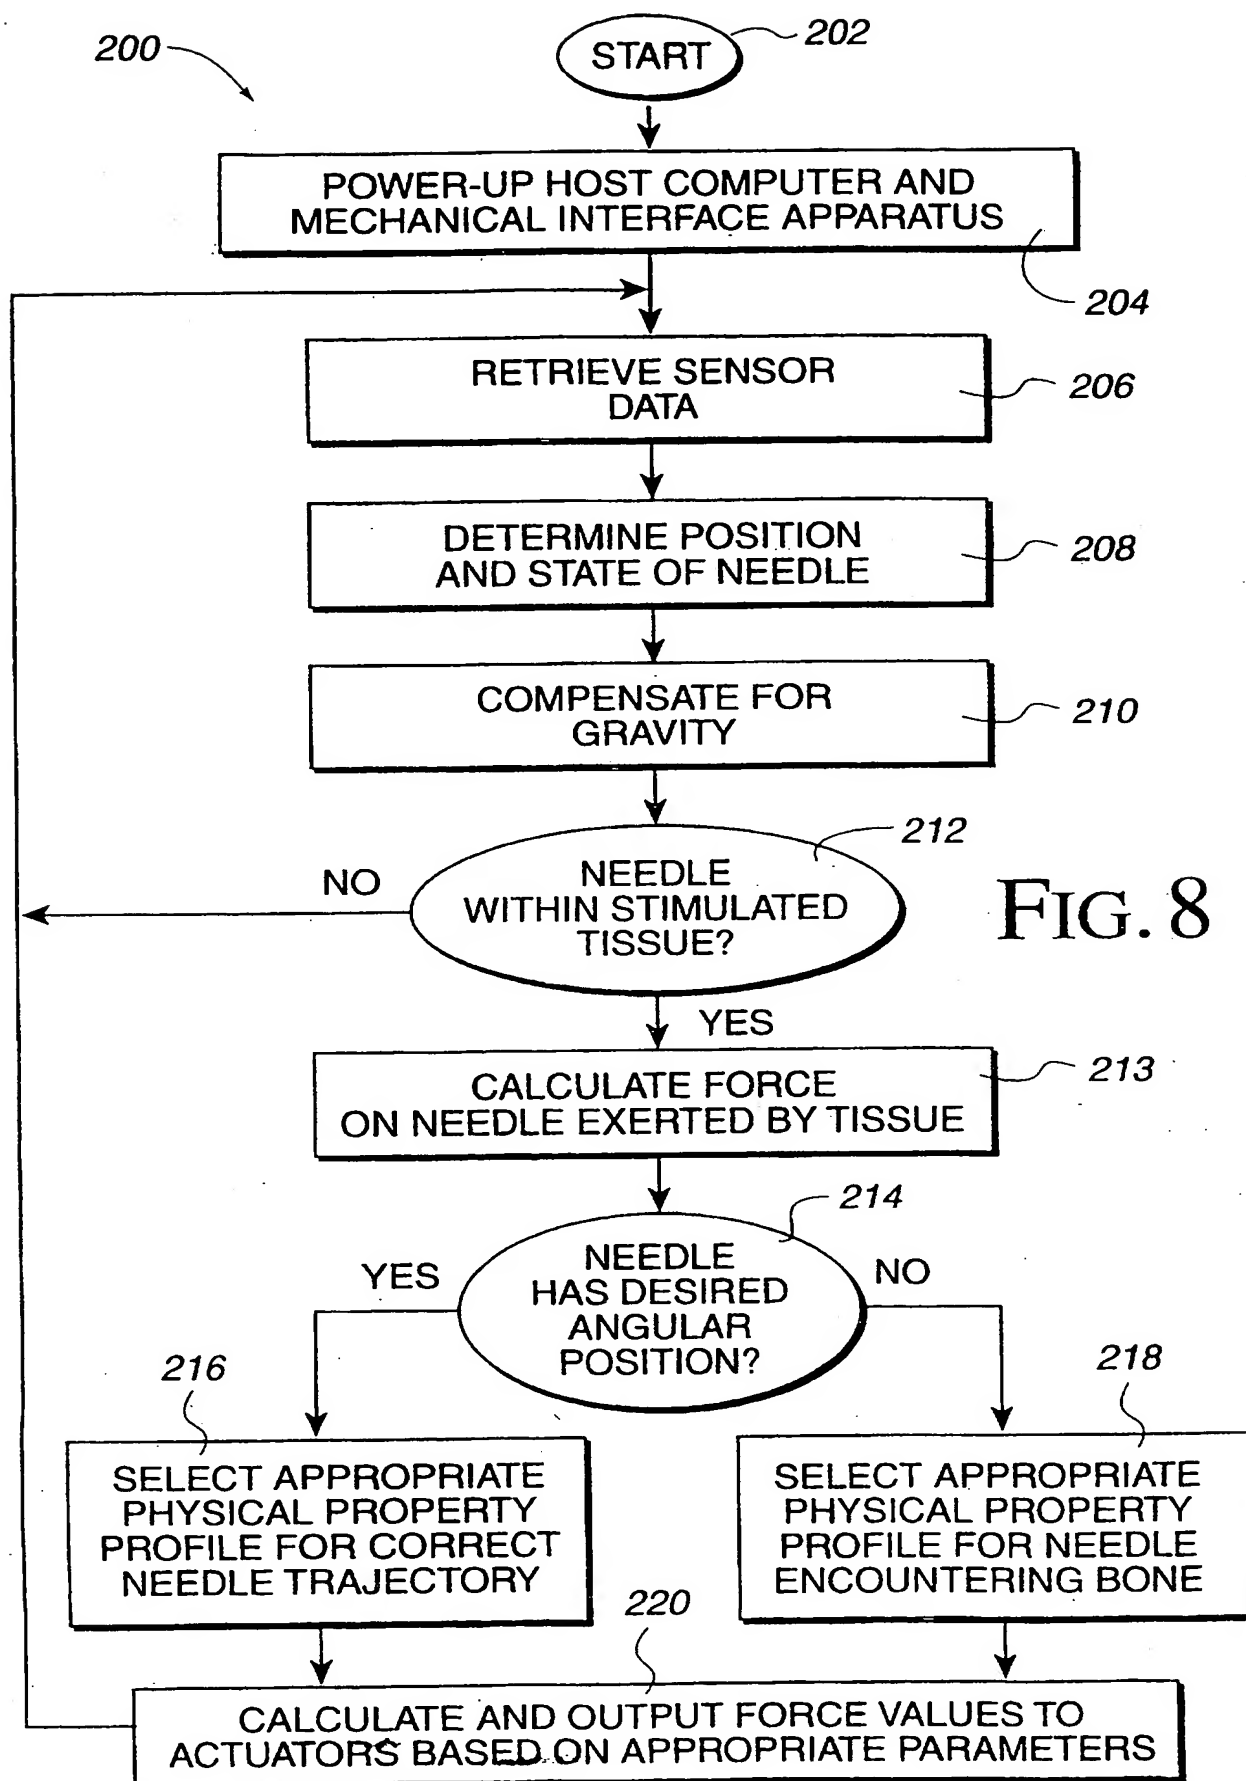 200
START
202
POWER-UP HOST COMPUTER AND
MECHANICAL INTERFACE APPARATUS
204
RETRIEVE SENSOR
DATA
206
DETERMINE POSITION
AND STATE OF NEEDLE
208
COMPENSATE FOR
GRAVITY
210
212
NEEDLE
WITHIN STIMULATED
TISSUE?
NO
FIG. 8
YES
CALCULATE FORCE
ON NEEDLE EXERTED BY TISSUE
213
214
NEEDLE
HAS DESIRED
ANGULAR
POSITION?
YES
NO
216
SELECT APPROPRIATE
PHYSICAL PROPERTY
PROFILE FOR CORRECT
NEEDLE TRAJECTORY
218
SELECT APPROPRIATE
PHYSICAL PROPERTY
PROFILE FOR NEEDLE
ENCOUNTERING BONE
220
CALCULATE AND OUTPUT FORCE VALUES TO
ACTUATORS BASED ON APPROPRIATE PARAMETERS